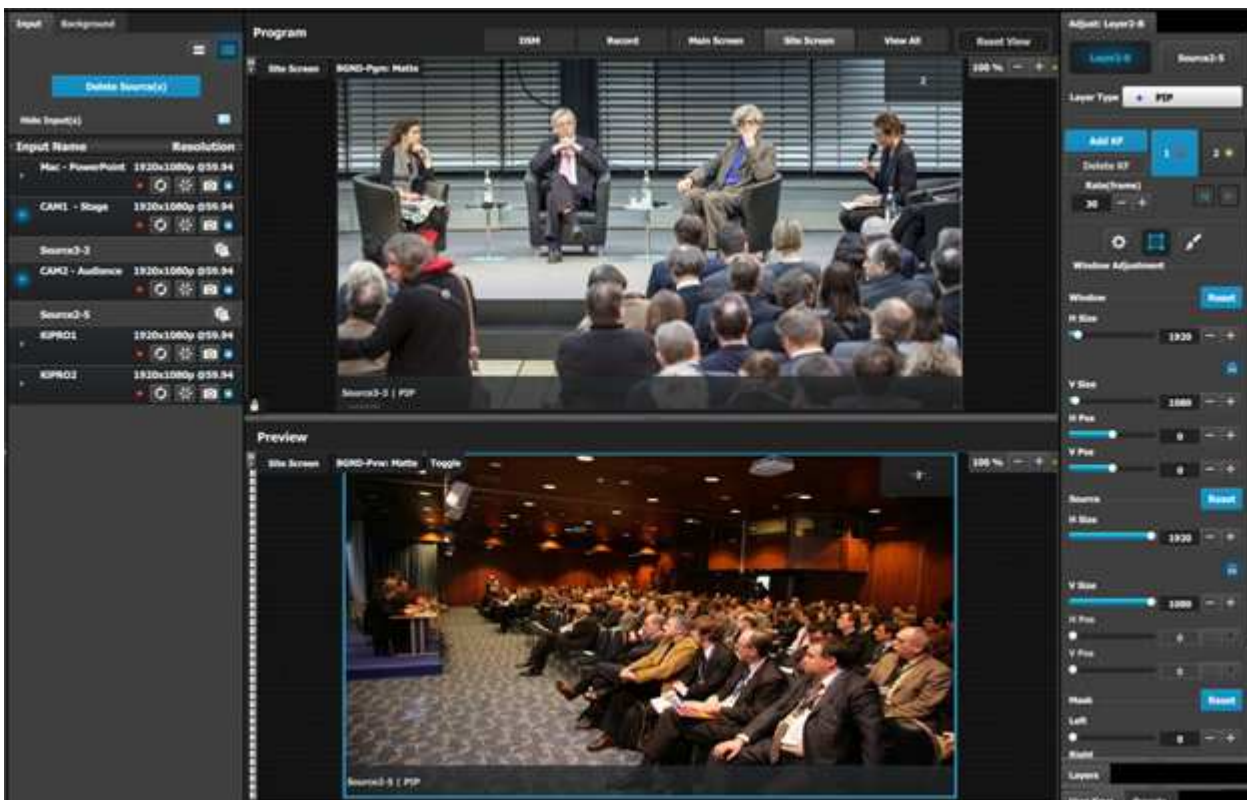 Input Background
Delete Source(s)
Hide Input(s)
Input Name Resolution
Mac - PowerPoint 1920x1080p @59.94
CAM1 - Stage 1920x1080p @59.94
Source3-3
CAM2 - Audience 1920x1080p @59.94
Source2-5
KIPRO1 1920x1080p @59.94
KIPRO2 1920x1080p @59.94
Program
DSM Record Main Screen Site Screen View All Reset View
Site Screen BGND-Pgm: Matte 100 % − +
2
Source3-3 | PIP
Preview
Site Screen BGND-Pvw: Matte Toggle 100 % − +
Source2-5 | PIP
Adjust: Layer2-B
Layer2-B Source2-5
Layer Type PIP
Add KF 1 2
Delete KF
Rate(frame)
30 − +
Window Adjustment
Window Reset
H Size
1920 − +
V Size
1080 − +
H Pos
0 − +
V Pos
0 − +
Source Reset
H Size
1920 − +
V Size
1080 − +
H Pos
0
V Pos
0
Mask Reset
Left
0 − +
Right
Layers